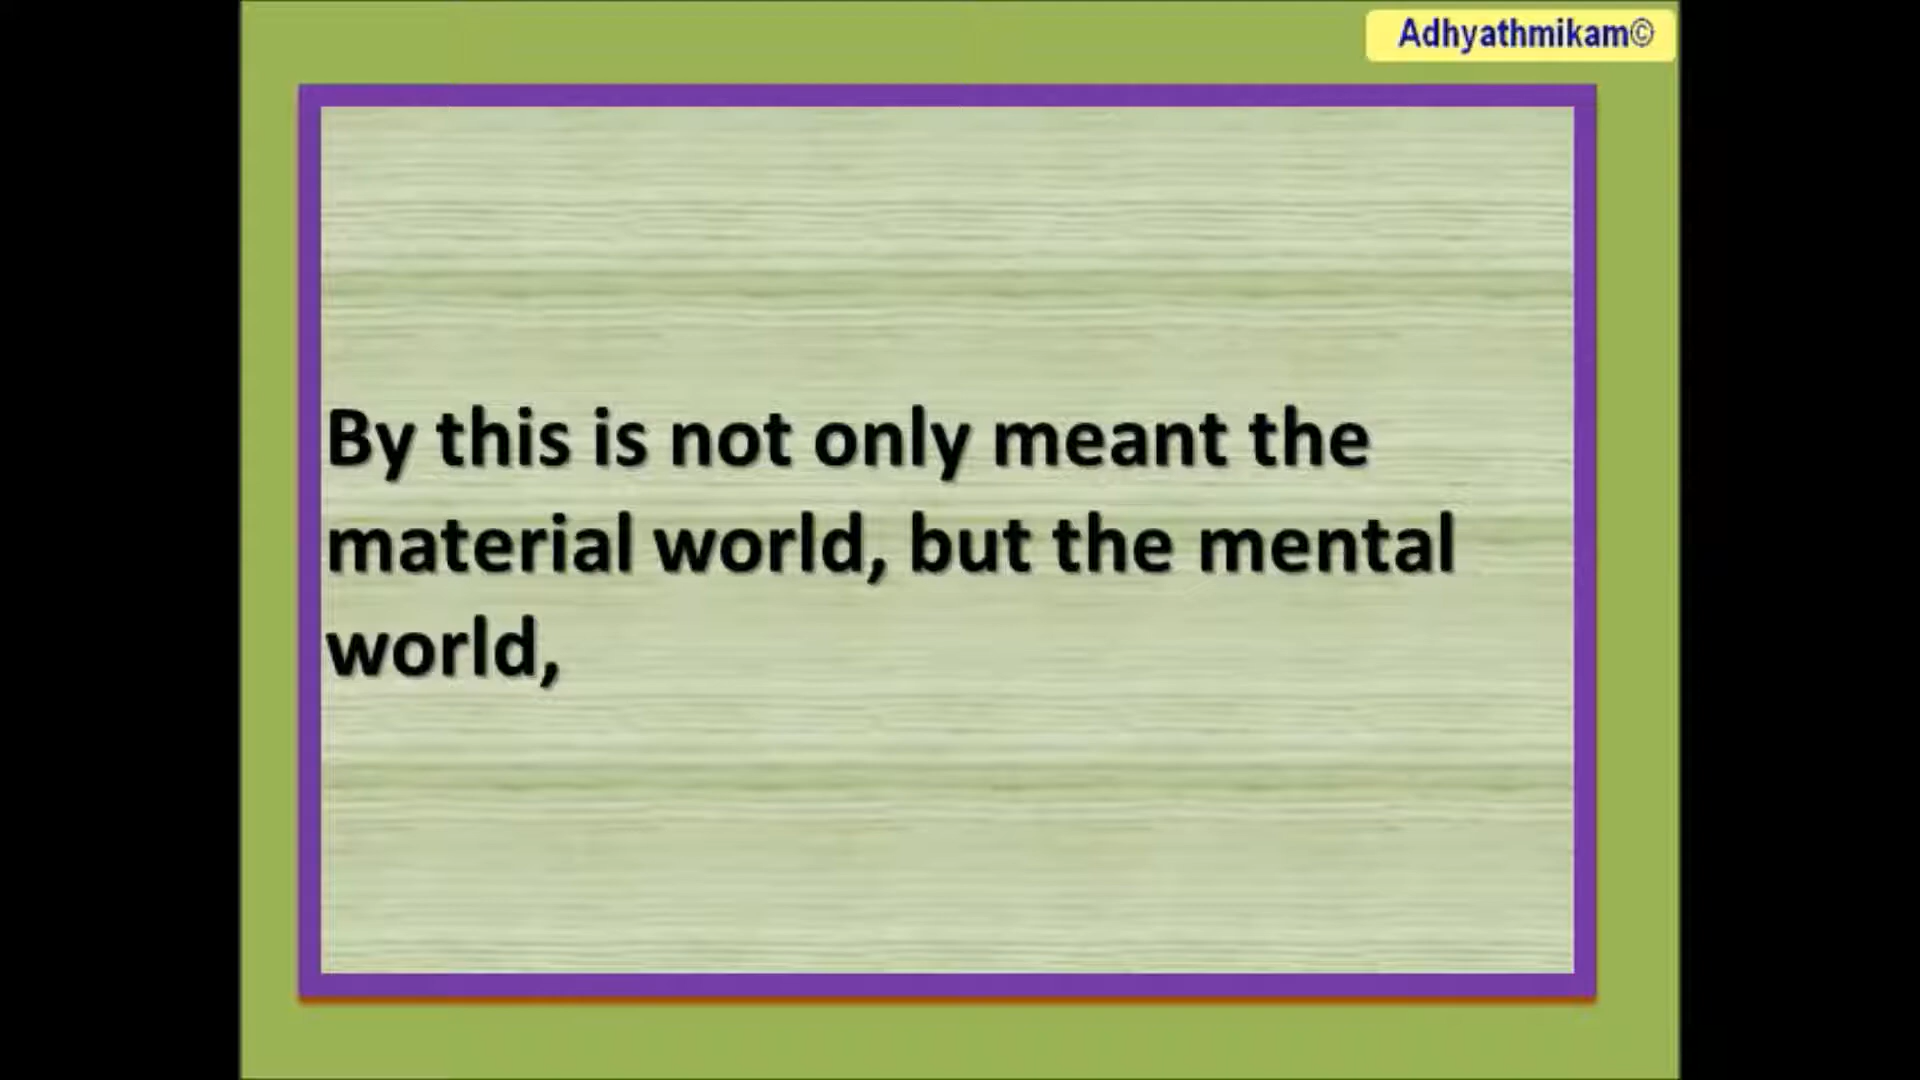 Adhyathmikam©
By this is not only meant the
material world, but the mental
world,